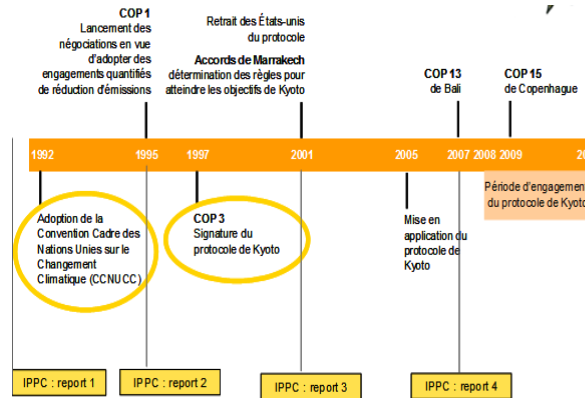 COP 1
Lancement des
négociations en vue
d'adopter des
engagements quantifiés
de réduction d'émissions
Retrait des États-unis
du protocole
Accords de Marrakech
détermination des règles pour
atteindre les objectifs de Kyoto
COP 13
de Bali
COP 15
de Copenhague
1992 1995 1997 2001 2005 2007 2008 2009
Adoption de la
Convention Cadre des
Nations Unies sur le
Changement
Climatique (CCNUCC)
COP 3
Signature du
protocole de Kyoto
Mise en
application du
protocole de
Kyoto
Période d'engagemen
du protocole de Kyoto
IPPC : report 1
IPPC : report 2
IPPC : report 3
IPPC : report 4